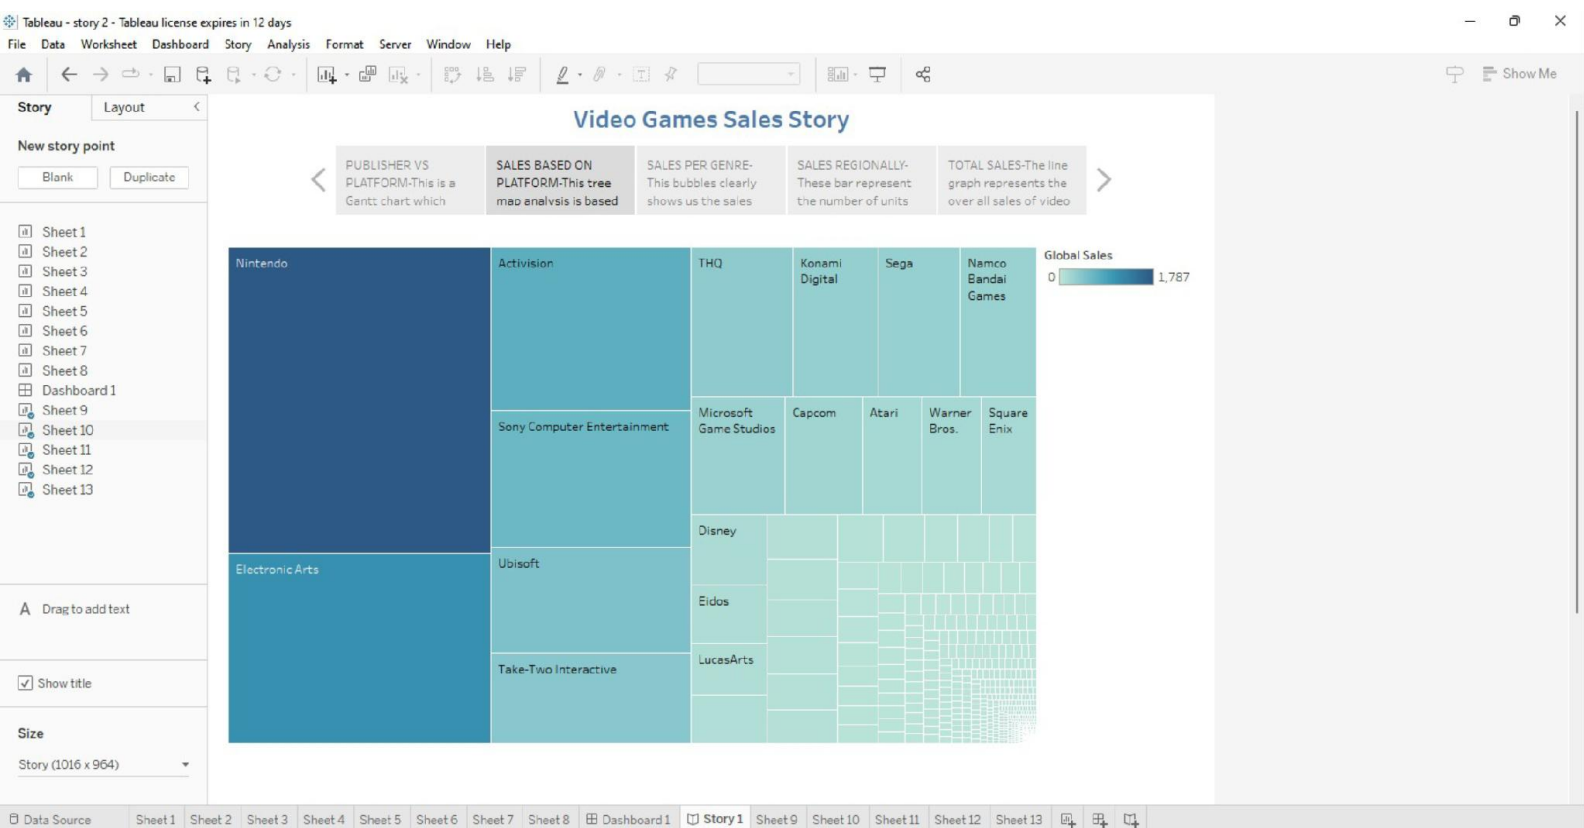 Tableau - story 2 - Tableau license expires in 12 days
File Data Worksheet Dashboard Story Analysis Format Server Window Help
Show Me
Story Layout
New story point
Blank Duplicate
Sheet 1
Sheet 2
Sheet 3
Sheet 4
Sheet 5
Sheet 6
Sheet 7
Sheet 8
Dashboard 1
Sheet 9
Sheet 10
Sheet 11
Sheet 12
Sheet 13
A Drag to add text
Show title
Size
Story (1016 x 964)
Video Games Sales Story
PUBLISHER VS
PLATFORM-This is a
Gantt chart which
SALES BASED ON
PLATFORM-This tree
map analysis is based
SALES PER GENRE-
This bubbles clearly
shows us the sales
SALES REGIONALLY-
These bar represent
the number of units
TOTAL SALES-The line
graph represents the
over all sales of video
Nintendo
Electronic Arts
Activision
Sony Computer Entertainment
Ubisoft
Take-Two Interactive
THQ
Konami
Digital
Sega
Namco
Bandai
Games
Microsoft
Game Studios
Capcom
Atari
Warner
Bros.
Square
Enix
Disney
Eidos
LucasArts
Global Sales
0 1,787
Data Source Sheet 1 Sheet 2 Sheet 3 Sheet 4 Sheet 5 Sheet 6 Sheet 7 Sheet 8 Dashboard 1 Story 1 Sheet 9 Sheet 10 Sheet 11 Sheet 12 Sheet 13